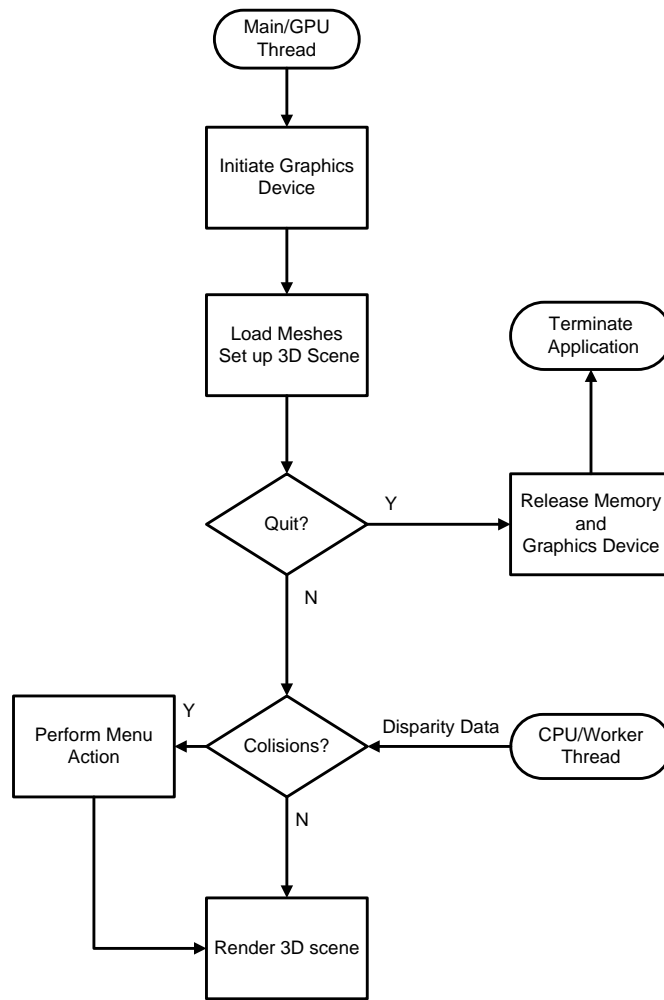 Main/GPU
Thread
Initiate Graphics
Device
Load Meshes
Set up 3D Scene
Terminate
Application
Quit?
Y
Release Memory
and
Graphics Device
N
Perform Menu
Action
Y
Colisions?
Disparity Data
CPU/Worker
Thread
N
Render 3D scene